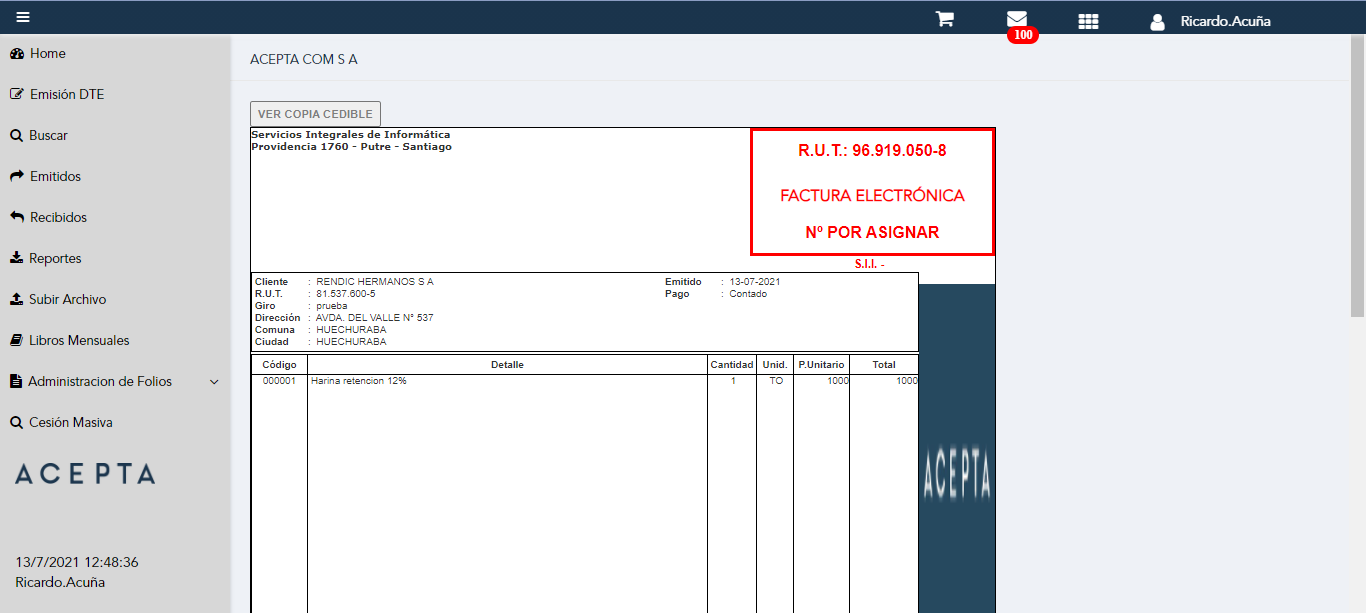 Ricardo.Acuña
100
Home
Emisión DTE
Buscar
Emitidos
Recibidos
Reportes
Subir Archivo
Libros Mensuales
Administracion de Folios
Cesión Masiva
ACEPTA
13/7/2021 12:48:36
Ricardo.Acuña
ACEPTA COM S A
VER COPIA CEDIBLE
Servicios Integrales de Informática
Providencia 1760 - Putre - Santiago
R.U.T.: 96.919.050-8
FACTURA ELECTRÓNICA
Nº POR ASIGNAR
S.I.I. -
Cliente : RENDIC HERMANOS S A Emitido : 13-07-2021
R.U.T. : 81.537.600-5 Pago : Contado
Giro : prueba
Dirección : AVDA. DEL VALLE N° 537
Comuna : HUECHURABA
Ciudad : HUECHURABA
Código Detalle Cantidad Unid. P.Unitario Total
000001 Harina retencion 12% 1 TO 1000 1000
ACEPTA